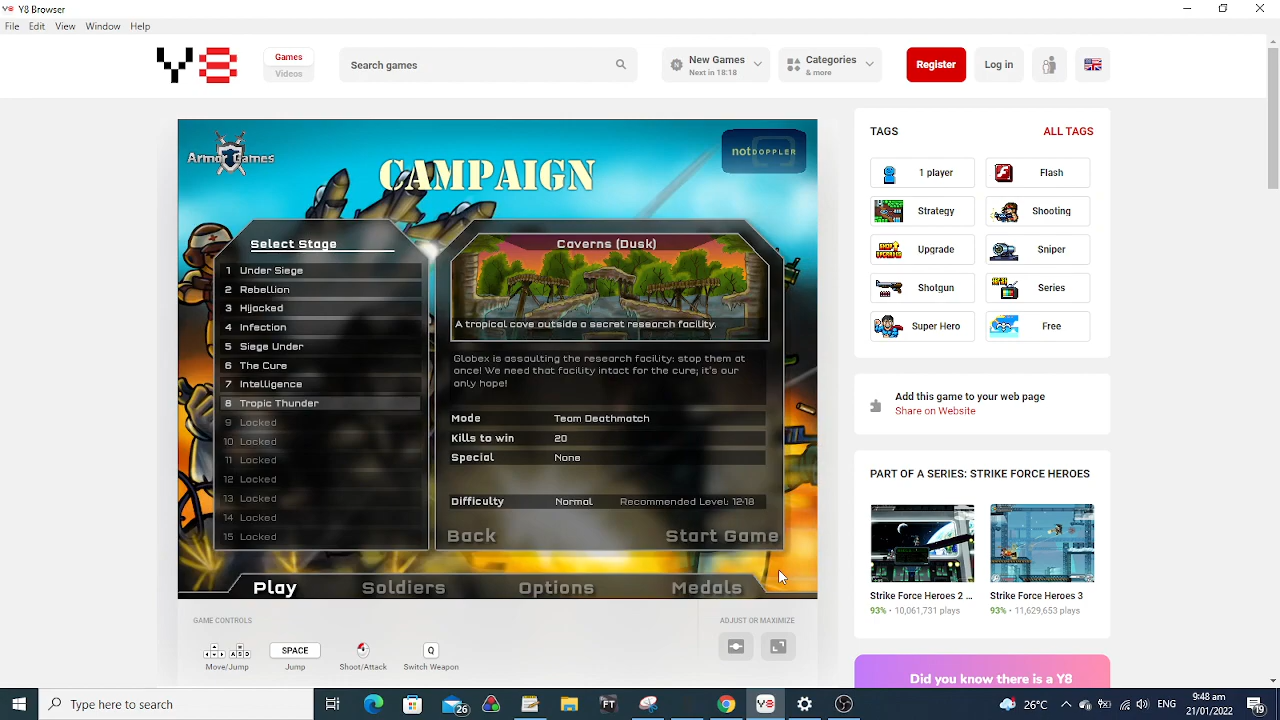 Y8 Browser
File Edit View Window Help
Y8
Games
Videos
Search games
New Games
Next in 18:18
Categories
& more
Register
Log in
Armor Games
notDOPPLER
CAMPAIGN
Select Stage
1 Under Siege
2 Rebellion
3 Hijacked
4 Infection
5 Siege Under
6 The Cure
7 Intelligence
8 Tropic Thunder
9 Locked
10 Locked
11 Locked
12 Locked
13 Locked
14 Locked
15 Locked
Caverns (Dusk)
A tropical cove outside a secret research facility.
Globex is assaulting the research facility: stop them at
once! We need that facility intact for the cure; it's our
only hope!
Mode Team Deathmatch
Kills to win 20
Special None
Difficulty Normal Recommended Level: 12-18
Back Start Game
Play Soldiers Options Medals
GAME CONTROLS
Move/Jump
SPACE
Jump
Shoot/Attack
Q
Switch Weapon
ADJUST OR MAXIMIZE
TAGS ALL TAGS
1 player Flash
Strategy Shooting
Upgrade Sniper
Shotgun Series
Super Hero Free
Add this game to your web page
Share on Website
PART OF A SERIES: STRIKE FORCE HEROES
Strike Force Heroes 2 ...
93% • 10,061,731 plays
Strike Force Heroes 3
93% • 11,629,653 plays
Did you know there is a Y8
Type here to search
26
FT
Y8
26°C
ENG
9:48 am
21/01/2022